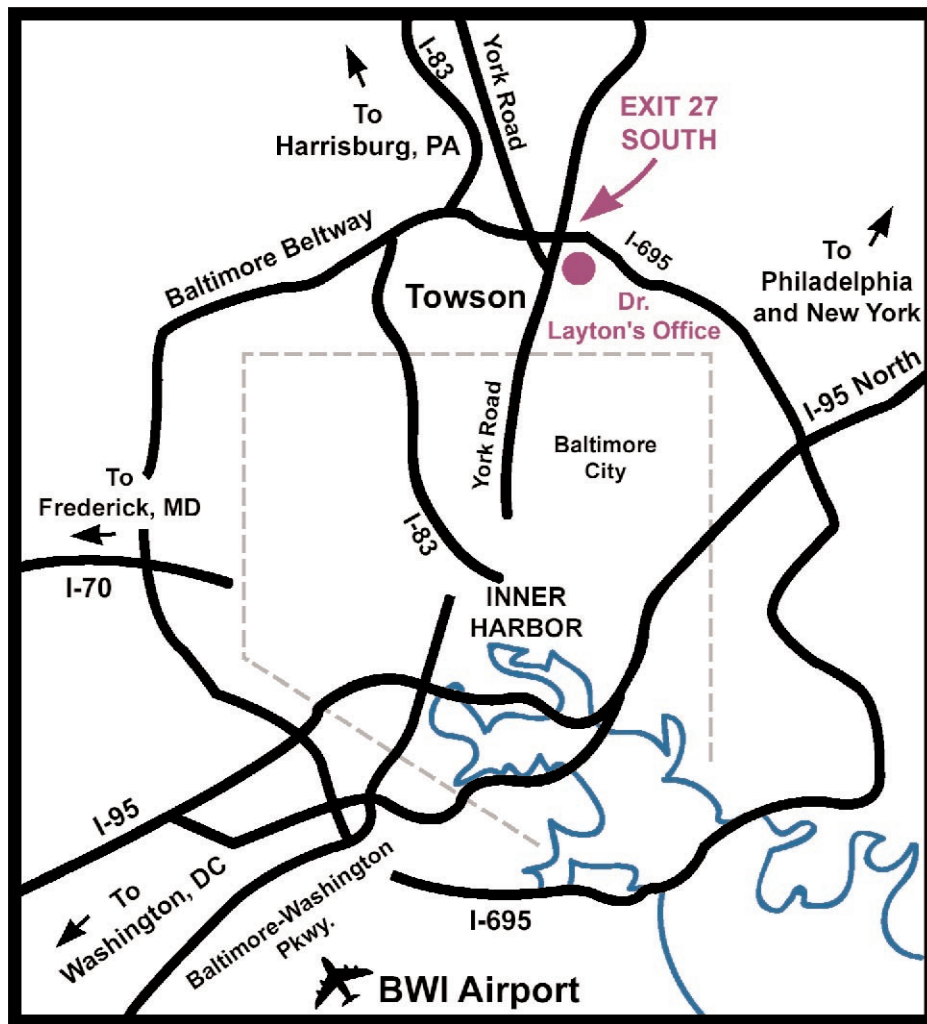 I-83
York Road
To
Harrisburg, PA
EXIT 27
SOUTH
Baltimore Beltway
I-695
To
Philadelphia
and New York
Towson
Dr.
Layton's Office
I-95 North
York Road
Baltimore
City
To
Frederick, MD
I-83
I-70
INNER
HARBOR
I-95
To
Washington, DC
Baltimore-Washington
Pkwy.
I-695
BWI Airport